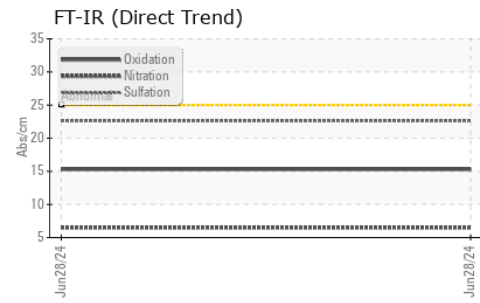 FT-IR (Direct Trend)
35
30
25
20
15
10
5
Abs/cm
Oxidation
Nitration
Sulfation
Abnormal
Jun28/24
Jun28/24